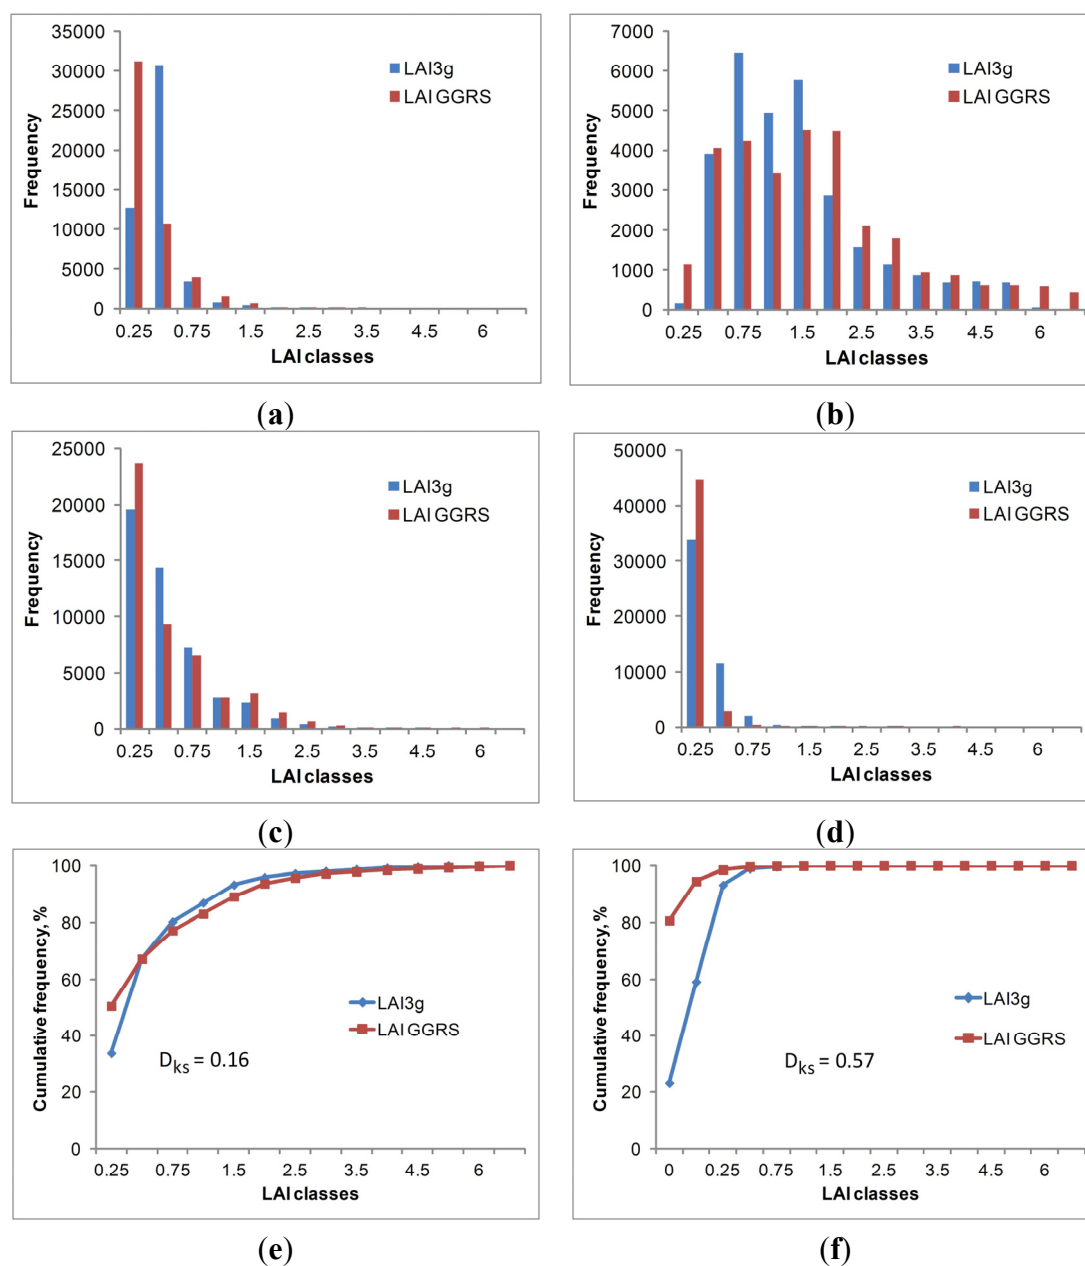 35000
30000
25000
20000
15000
10000
5000
0
Frequency
LAI3g
LAI GGRS
0.25 0.75 1.5 2.5 3.5 4.5 6
LAI classes
(a)
7000
6000
5000
4000
3000
2000
1000
0
Frequency
LAI3g
LAI GGRS
0.25 0.75 1.5 2.5 3.5 4.5 6
LAI classes
(b)
25000
20000
15000
10000
5000
0
Frequency
LAI3g
LAI GGRS
0.25 0.75 1.5 2.5 3.5 4.5 6
LAI classes
(c)
50000
40000
30000
20000
10000
0
Frequency
LAI3g
LAI GGRS
0.25 0.75 1.5 2.5 3.5 4.5 6
LAI classes
(d)
100
80
60
40
20
0
Cumulative frequency, %
LAI3g
LAI GGRS
Dks = 0.16
0.25 0.75 1.5 2.5 3.5 4.5 6
LAI classes
(e)
100
80
60
40
20
0
Cumulative frequency, %
LAI3g
LAI GGRS
Dks = 0.57
0 0.25 0.75 1.5 2.5 3.5 4.5 6
LAI classes
(f)